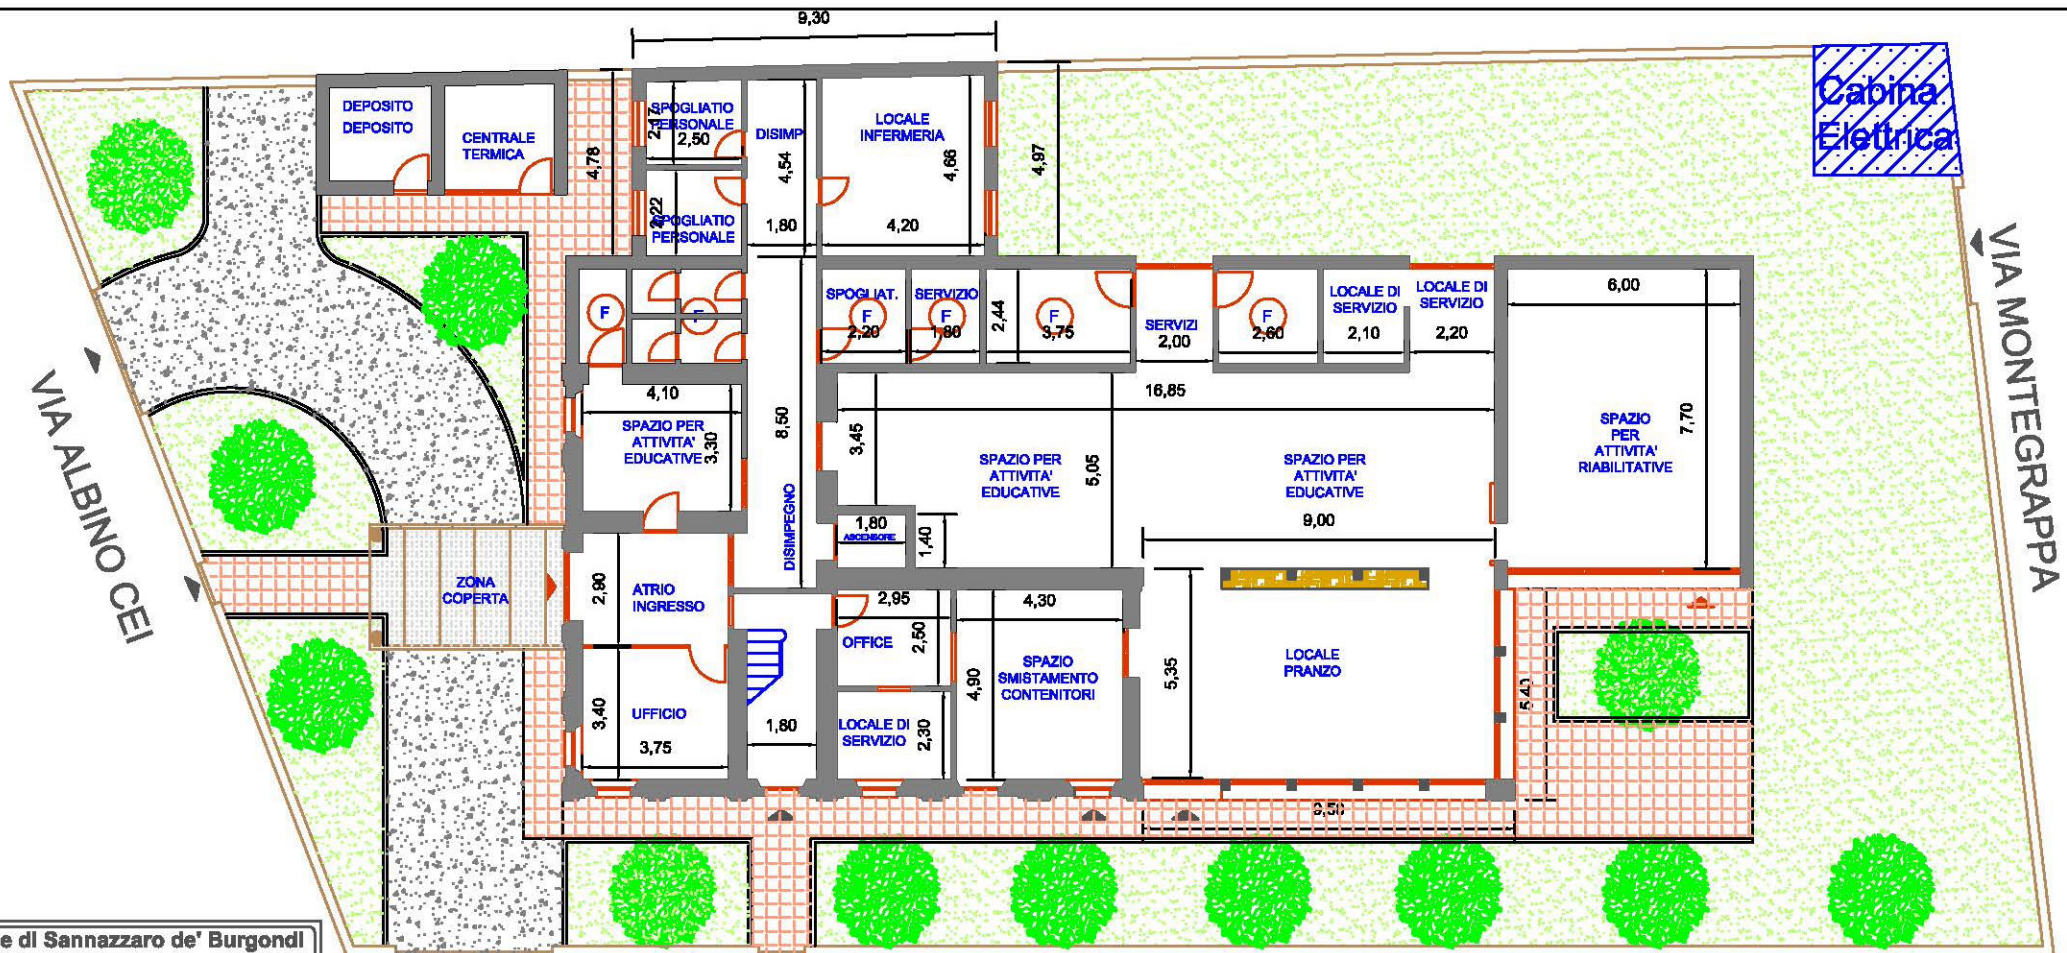 9,30
Cabina
Elettrica
DEPOSITO
DEPOSITO
CENTRALE
TERMICA
4,78
SPOGLIATIO
PERSONALE
2,17
2,50
DISIMP
4,54
LOCALE
INFERMERIA
4,66
4,97
2,22
SPOGLIATIO
PERSONALE
1,80
4,20
VIA MONTEGRAPPA
F
F
SPOGLIAT.
F
2,20
SERVIZIO
F
1,80
2,44
F
3,75
SERVIZI
2,00
F
2,60
LOCALE DI
SERVIZIO
2,10
LOCALE DI
SERVIZIO
2,20
6,00
VIA ALBINO CEI
4,10
SPAZIO PER
ATTIVITA'
EDUCATIVE
3,30
8,50
DISIMPEGNO
16,85
3,45
SPAZIO PER
ATTIVITA'
EDUCATIVE
5,05
SPAZIO PER
ATTIVITA'
EDUCATIVE
SPAZIO
PER
ATTIVITA'
RIABILITATIVE
7,70
1,80
ASCENSORE
1,40
9,00
ZONA
COPERTA
2,90
ATRIO
INGRESSO
2,95
OFFICE
2,50
4,30
SPAZIO
SMISTAMENTO
CONTENITORI
4,90
5,35
LOCALE
PRANZO
5,40
3,40
UFFICIO
3,75
1,80
LOCALE DI
SERVIZIO
2,30
9,50
e di Sannazzaro de' Burgondi